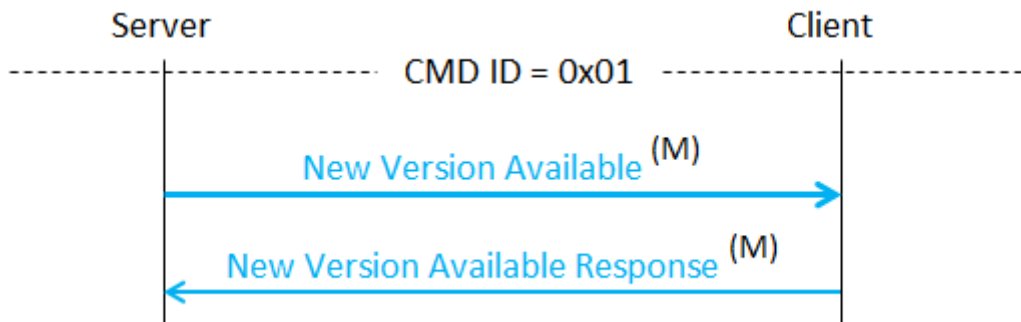 Server Client
CMD ID = 0x01
New Version Available (M)
New Version Available Response (M)